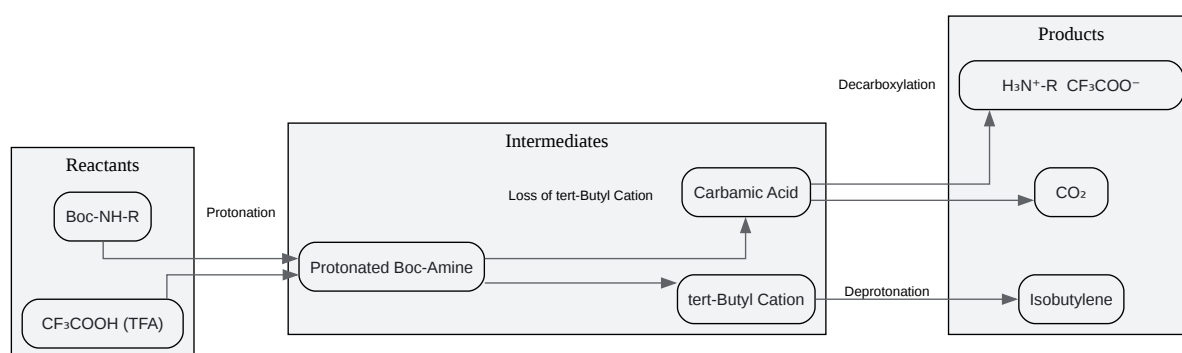 Reactants
Boc-NH-R
CF₃COOH (TFA)
Protonation
Intermediates
Protonated Boc-Amine
Loss of tert-Butyl Cation
Carbamic Acid
tert-Butyl Cation
Decarboxylation
Deprotonation
Products
H₃N⁺-R CF₃COO⁻
CO₂
Isobutylene